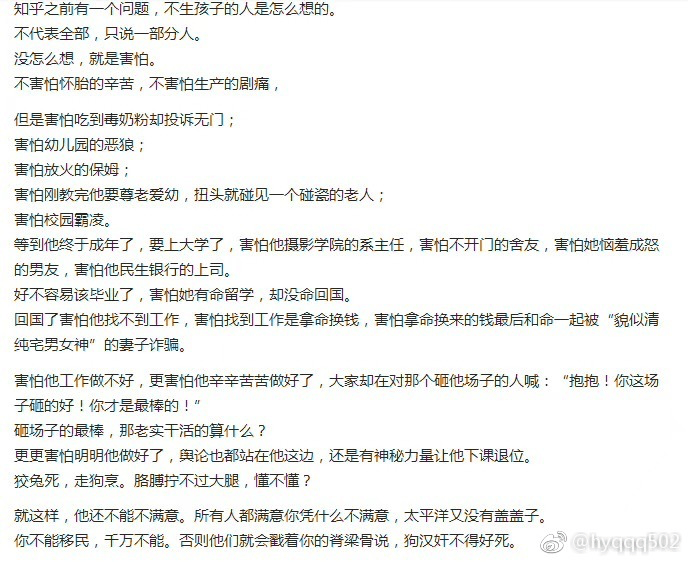 知乎之前有一个问题，不生孩子的人是怎么想的。
不代表全部，只说一部分人。
没怎么想，就是害怕。
不害怕怀胎的辛苦，不害怕生产的剧痛，
但是害怕吃到毒奶粉却投诉无门；
害怕幼儿园的恶狼；
害怕放火的保姆；
害怕刚教完他要尊老爱幼，扭头就碰见一个碰瓷的老人；
害怕校园霸凌。
等到他终于成年了，要上大学了，害怕他摄影学院的系主任，害怕不开门的舍友，害怕她恼羞成怒
的男友，害怕他民生银行的上司。
好不容易该毕业了，害怕她有命留学，却没命回国。
回国了害怕他找不到工作，害怕找到工作是拿命换钱，害怕拿命换来的钱最后和命一起被“貌似清
纯宅男女神”的妻子诈骗。
害怕他工作做不好，更害怕他辛辛苦苦做好了，大家却在对那个砸他场子的人喊：“抱抱！你这场
子砸的好！你才是最棒的！”
砸场子的最棒，那老实干活的算什么？
更更害怕明明他做好了，舆论也都站在他这边，还是有神秘力量让他下课退位。
狡兔死，走狗烹。胳膊拧不过大腿，懂不懂？
就这样，他还不能不满意。所有人都满意你凭什么不满意，太平洋又没有盖盖子。
你不能移民，千万不能。否则他们就会戳着你的脊梁骨说，狗汉奸不得好死。
@hyqqq502